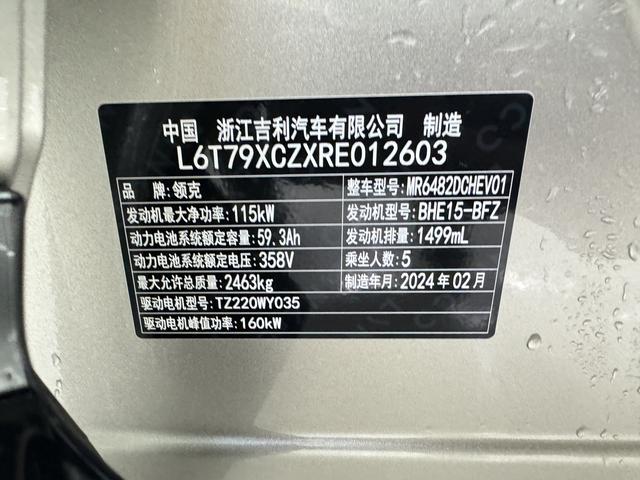 中国 浙江吉利汽车有限公司 制造
L6T79XCZXRE012603
品牌:领克 整车型号:MR6482DCHEV01
发动机最大净功率:115kW 发动机型号:BHE15-BFZ
动力电池系统额定容量:59.3Ah 发动机排量:1499mL
动力电池系统额定电压:358V 乘坐人数:5
最大允许总质量:2463kg 制造年月:2024年02月
驱动电机型号:TZ220WY035
驱动电机峰值功率:160kW